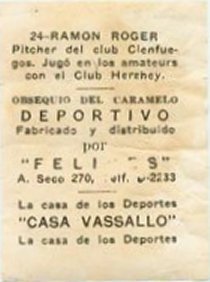 24-RAMON ROGER
Pitcher del club Cienfue-
gos. Jugó en los amateurs
con el Club Hershey.
OBSEQUIO DEL CARAMELO
DEPORTIVO
Fabricado y distribuido
por
A. Seco 270,
La casa de los Deportes
"CASA VASSALLO"
La casa de los Deportes